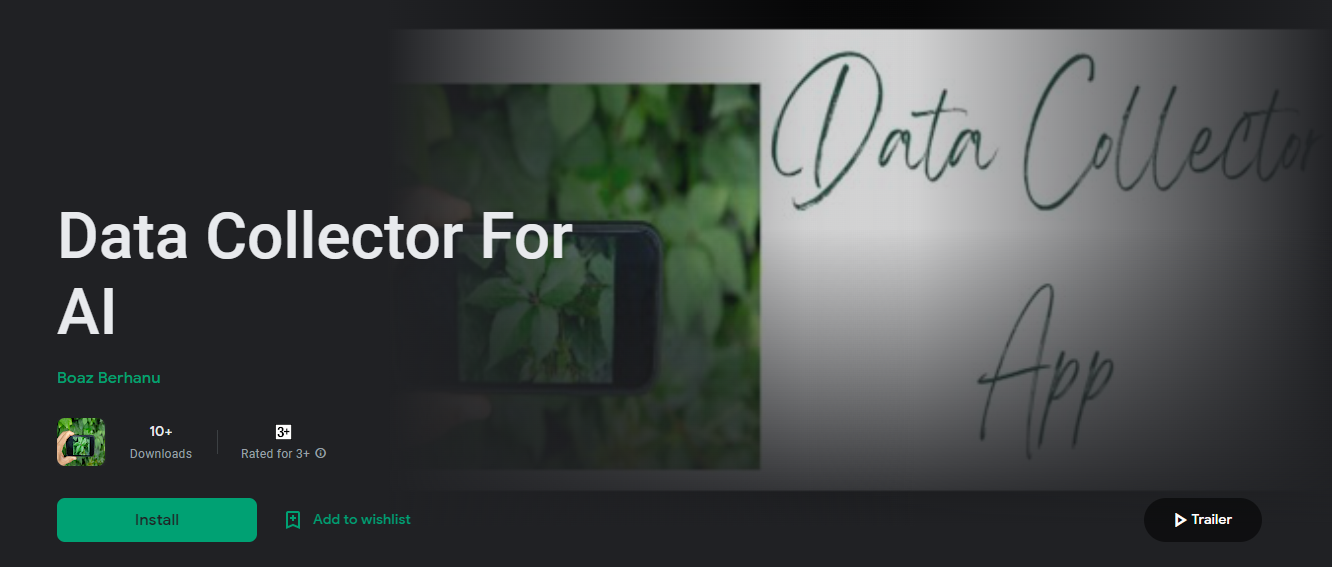 Data Collector
App
Data Collector For
AI
Boaz Berhanu
10+
Downloads
3+
Rated for 3+
Install
Add to wishlist
Trailer